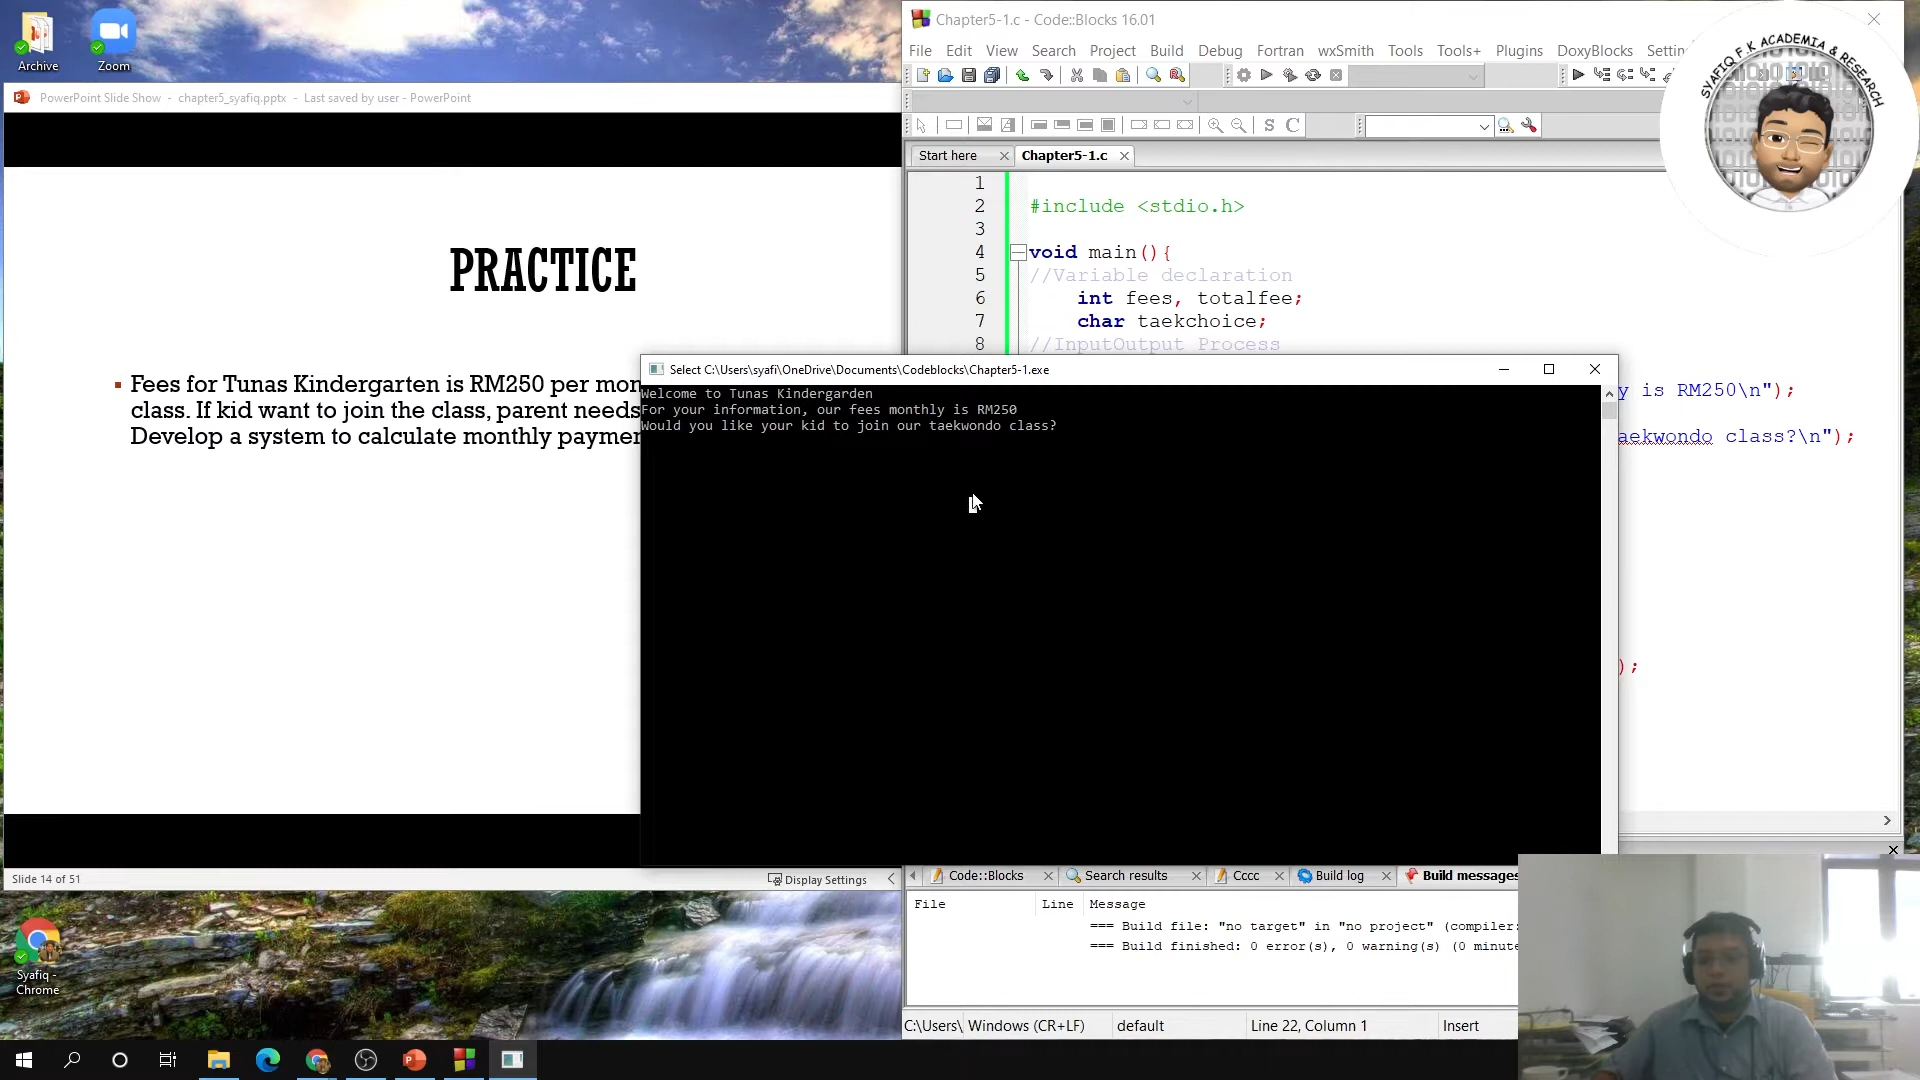 Archive
Zoom
PowerPoint Slide Show - chapter5_syafiq.pptx - Last saved by user - PowerPoint
PRACTICE
Fees for Tunas Kindergarten is RM250 per mon
class. If kid want to join the class, parent needs
Develop a system to calculate monthly paymen
Slide 14 of 51
Display Settings
Syafiq -
Chrome
Chapter5-1.c - Code::Blocks 16.01
File Edit View Search Project Build Debug Fortran wxSmith Tools Tools+ Plugins DoxyBlocks Settin
SYAFIQ F.K ACADEMIA & RESEARCH
Start here
Chapter5-1.c
1
2 #include <stdio.h>
3
4 void main(){
5 //Variable declaration
6 int fees, totalfee;
7 char taekchoice;
8 //InputOutput Process
y is RM250\n");
aekwondo class?\n");
);
Select C:\Users\syafi\OneDrive\Documents\Codeblocks\Chapter5-1.exe
Welcome to Tunas Kindergarden
For your information, our fees monthly is RM250
Would you like your kid to join our taekwondo class?
Code::Blocks
Search results
Cccc
Build log
Build messages
File Line Message
=== Build file: "no target" in "no project" (compiler:
=== Build finished: 0 error(s), 0 warning(s) (0 minute
C:\Users\ Windows (CR+LF) default Line 22, Column 1 Insert